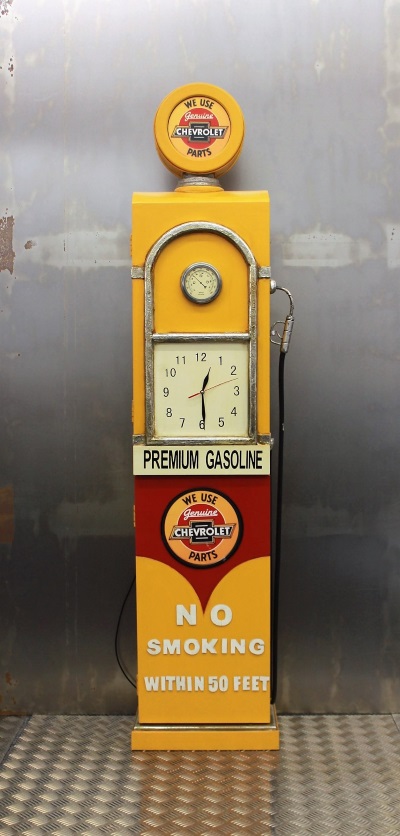 WE USE
Genuine
CHEVROLET
PARTS
11 12 1
10 2
9 3
8 4
7 6 5
PREMIUM GASOLINE
WE USE
Genuine
CHEVROLET
PARTS
NO
SMOKING
WITHIN 50 FEET